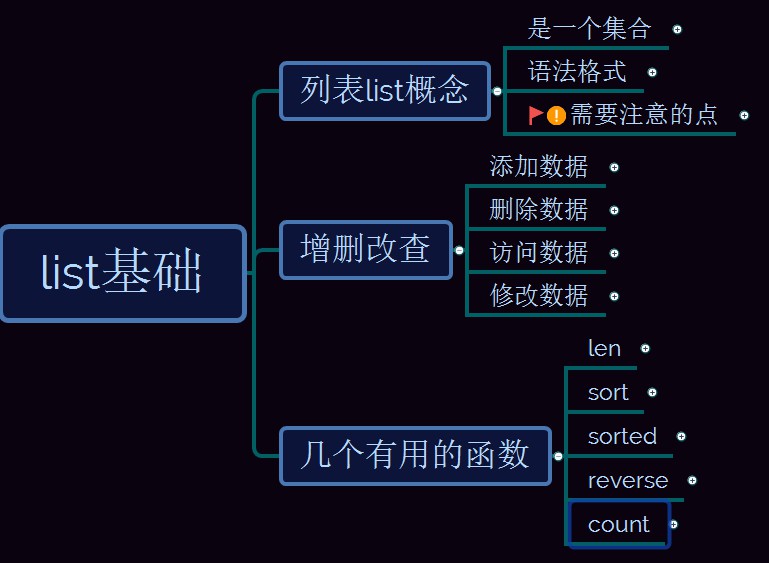 list基础
列表list概念
是一个集合
语法格式
需要注意的点
增删改查
添加数据
删除数据
访问数据
修改数据
几个有用的函数
len
sort
sorted
reverse
count